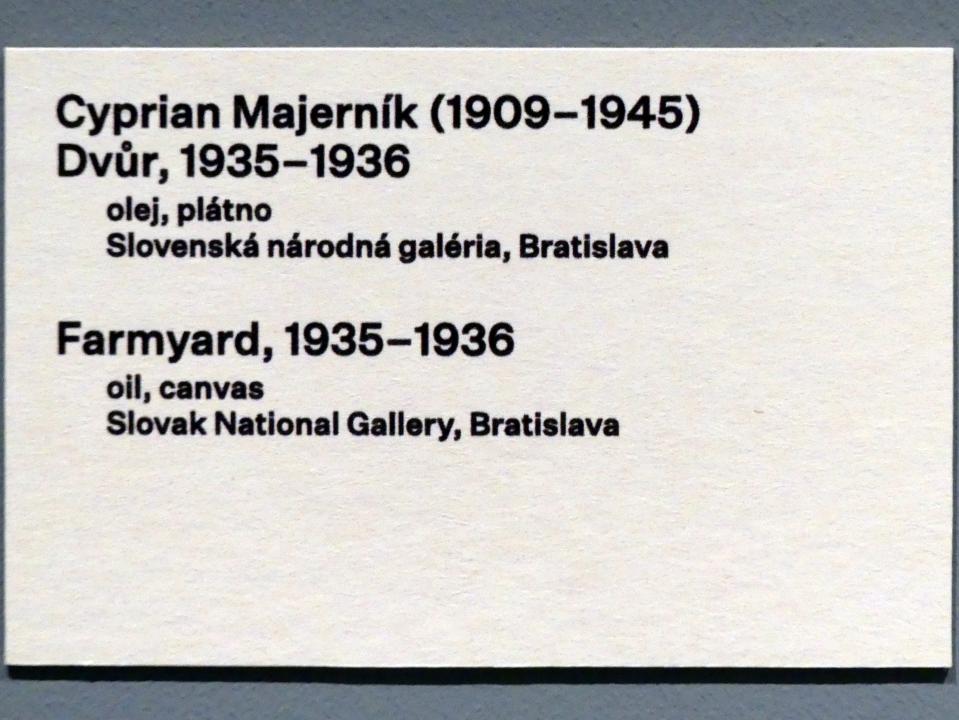 Cyprian Majerník (1909–1945)
Dvůr, 1935–1936
olej, plátno
Slovenská národná galéria, Bratislava
Farmyard, 1935–1936
oil, canvas
Slovak National Gallery, Bratislava